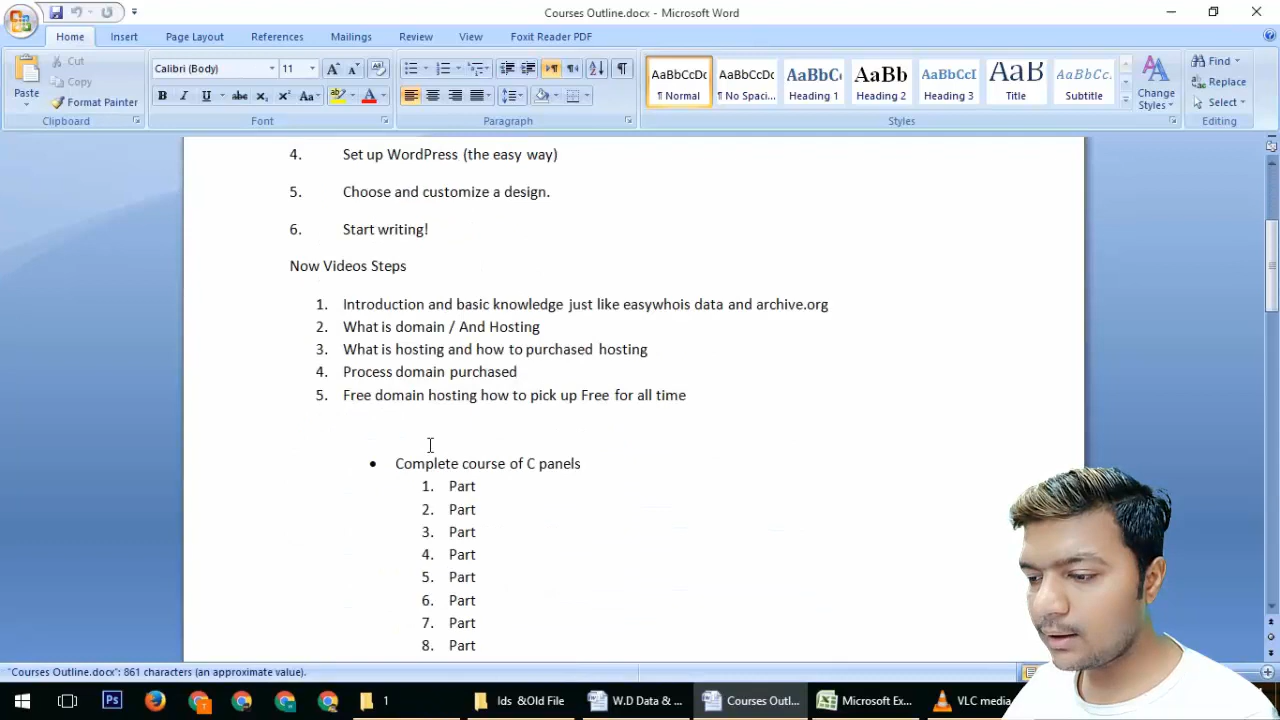 Courses Outline.docx - Microsoft Word
Home Insert Page Layout References Mailings Review View Foxit Reader PDF
Paste
Cut
Copy
Format Painter
Clipboard
Calibri (Body) 11
Font
Paragraph
AaBbCcDc AaBbCcD. AaBbC( AaBbC AaBbCcI AaB AaBbCc.
¶ Normal ¶ No Spaci... Heading 1 Heading 2 Heading 3 Title Subtitle
Change Styles
Styles
Find
Replace
Select
Editing
4. Set up WordPress (the easy way)
5. Choose and customize a design.
6. Start writing!
Now Videos Steps
1. Introduction and basic knowledge just like easywhois data and archive.org
2. What is domain / And Hosting
3. What is hosting and how to purchased hosting
4. Process domain purchased
5. Free domain hosting how to pick up Free for all time
• Complete course of C panels
1. Part
2. Part
3. Part
4. Part
5. Part
6. Part
7. Part
8. Part
"Courses Outline.docx": 861 characters (an approximate value).
1
Ids &Old File
W.D Data & ...
Courses Outl...
Microsoft Ex...
VLC media